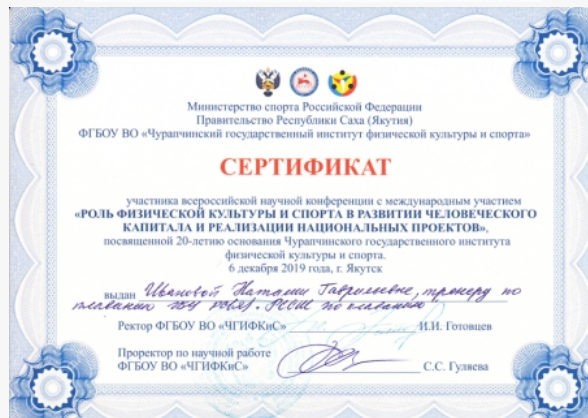 Министерство спорта Российской Федерации
Правительство Республики Саха (Якутия)
ФГБОУ ВО «Чурапчинский государственный институт физической культуры и спорта»
СЕРТИФИКАТ
участника всероссийской научной конференции с международным участием
«РОЛЬ ФИЗИЧЕСКОЙ КУЛЬТУРЫ И СПОРТА В РАЗВИТИИ ЧЕЛОВЕЧЕСКОГО
КАПИТАЛА И РЕАЛИЗАЦИИ НАЦИОНАЛЬНЫХ ПРОЕКТОВ»,
посвященной 20-летию основания Чурапчинского государственного института
физической культуры и спорта.
6 декабря 2019 года, г. Якутск
выдан Ивановой Наталии Гаврильевне, тренеру по
плаванию по плаванию
Ректор ФГБОУ ВО «ЧГИФКиС» И.И. Готовцев
Проректор по научной работе
ФГБОУ ВО «ЧГИФКиС» С.С. Гуляева